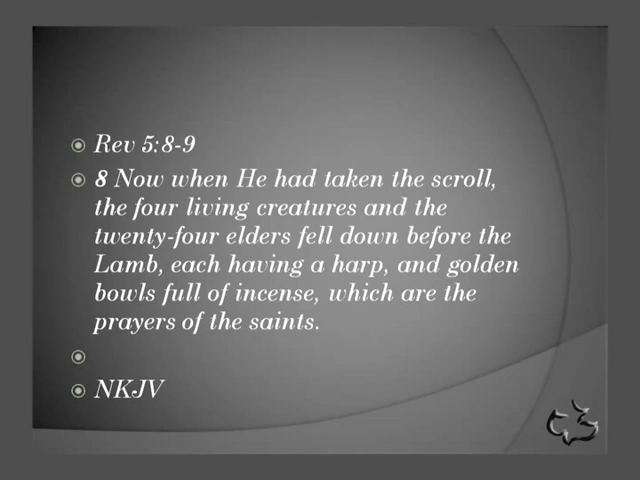 Rev 5:8-9
8 Now when He had taken the scroll,
the four living creatures and the
twenty-four elders fell down before the
Lamb, each having a harp, and golden
bowls full of incense, which are the
prayers of the saints.
NKJV